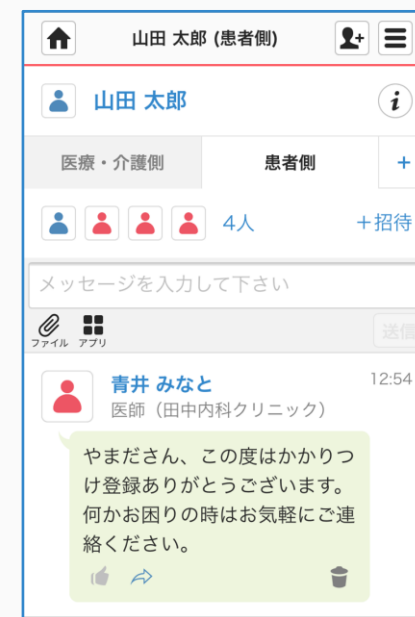 山田 太郎 (患者側)
山田 太郎
i
医療・介護側 患者側 +
4人 +招待
メッセージを入力して下さい
ファイル アプリ 送信
青井 みなと 12:54
医師（田中内科クリニック）
やまださん、この度はかかりつ
け登録ありがとうございます。
何かお困りの時はお気軽にご連
絡ください。